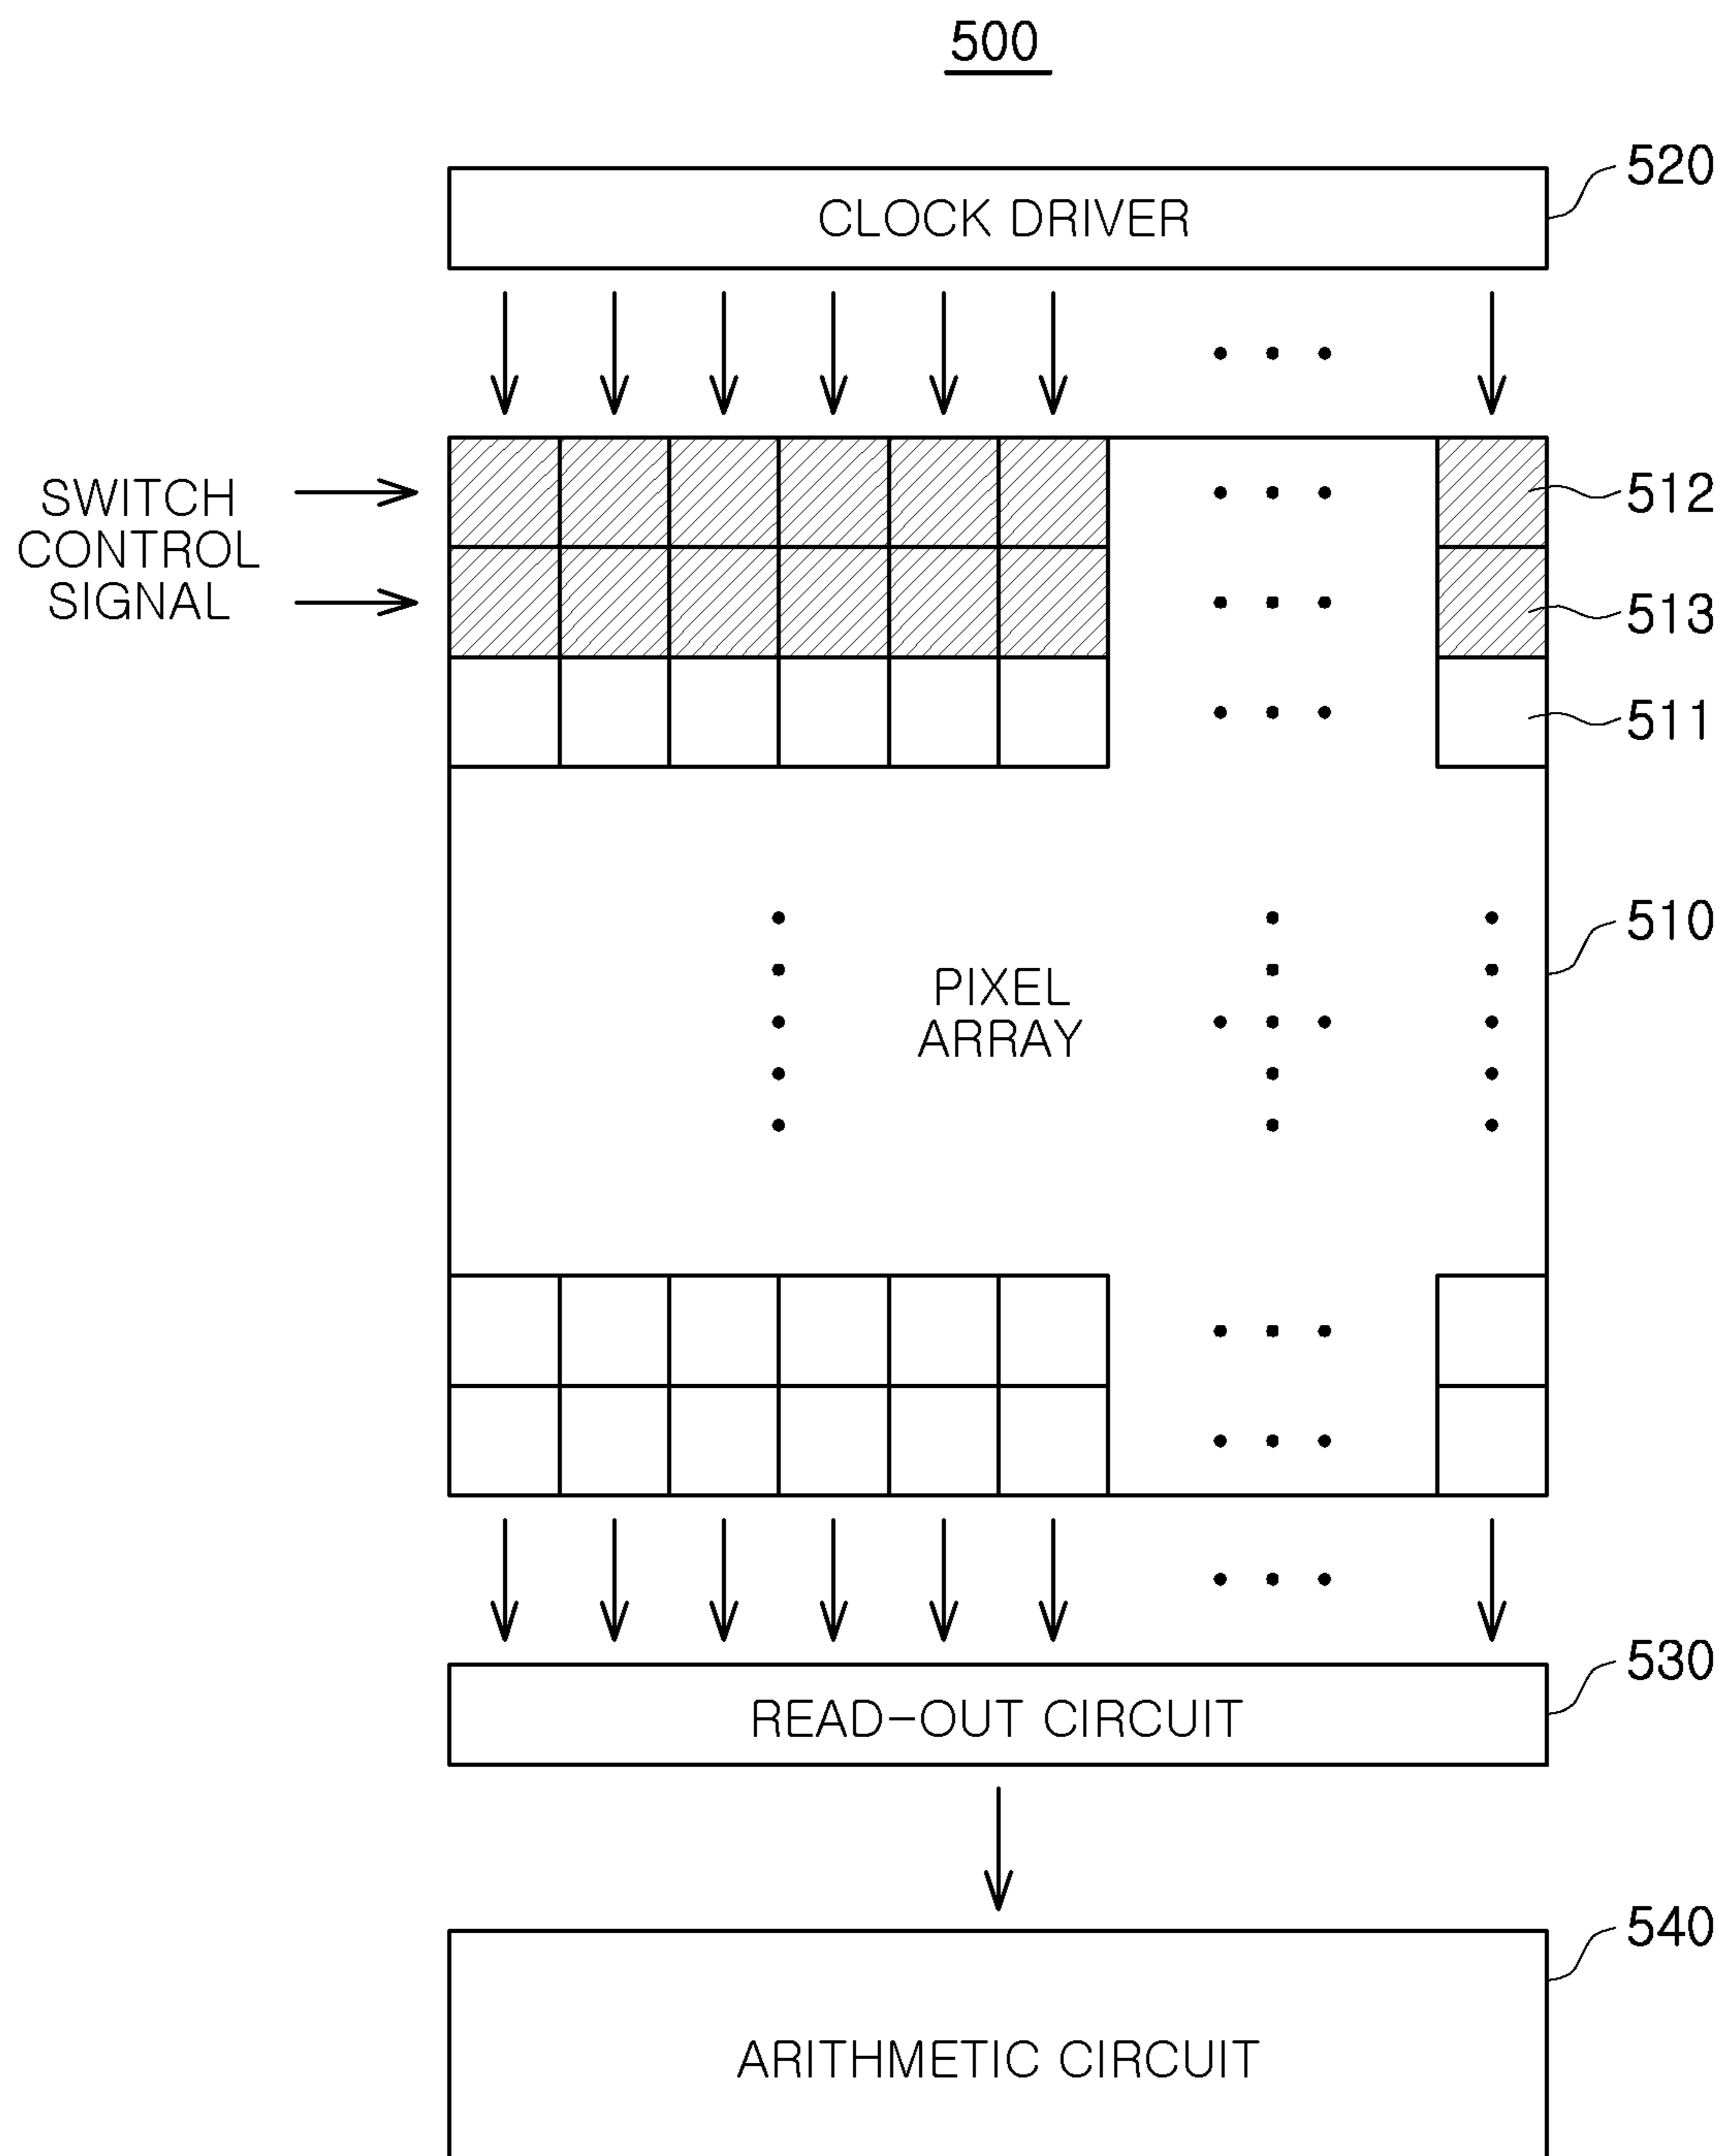 500
520
CLOCK DRIVER
SWITCH
CONTROL
SIGNAL
512
513
511
510
PIXEL
ARRAY
530
READ-OUT CIRCUIT
540
ARITHMETIC CIRCUIT